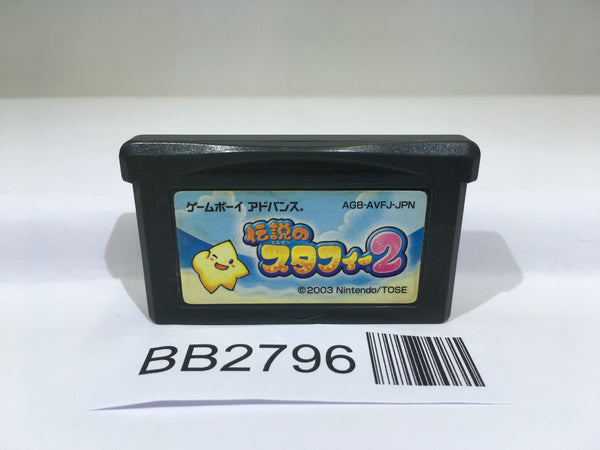 ゲームボーイ アドバンス®
AGB-AVFJ-JPN
伝説の
でんせつ
スタフィー2
©2003 Nintendo/TOSE
BB2796